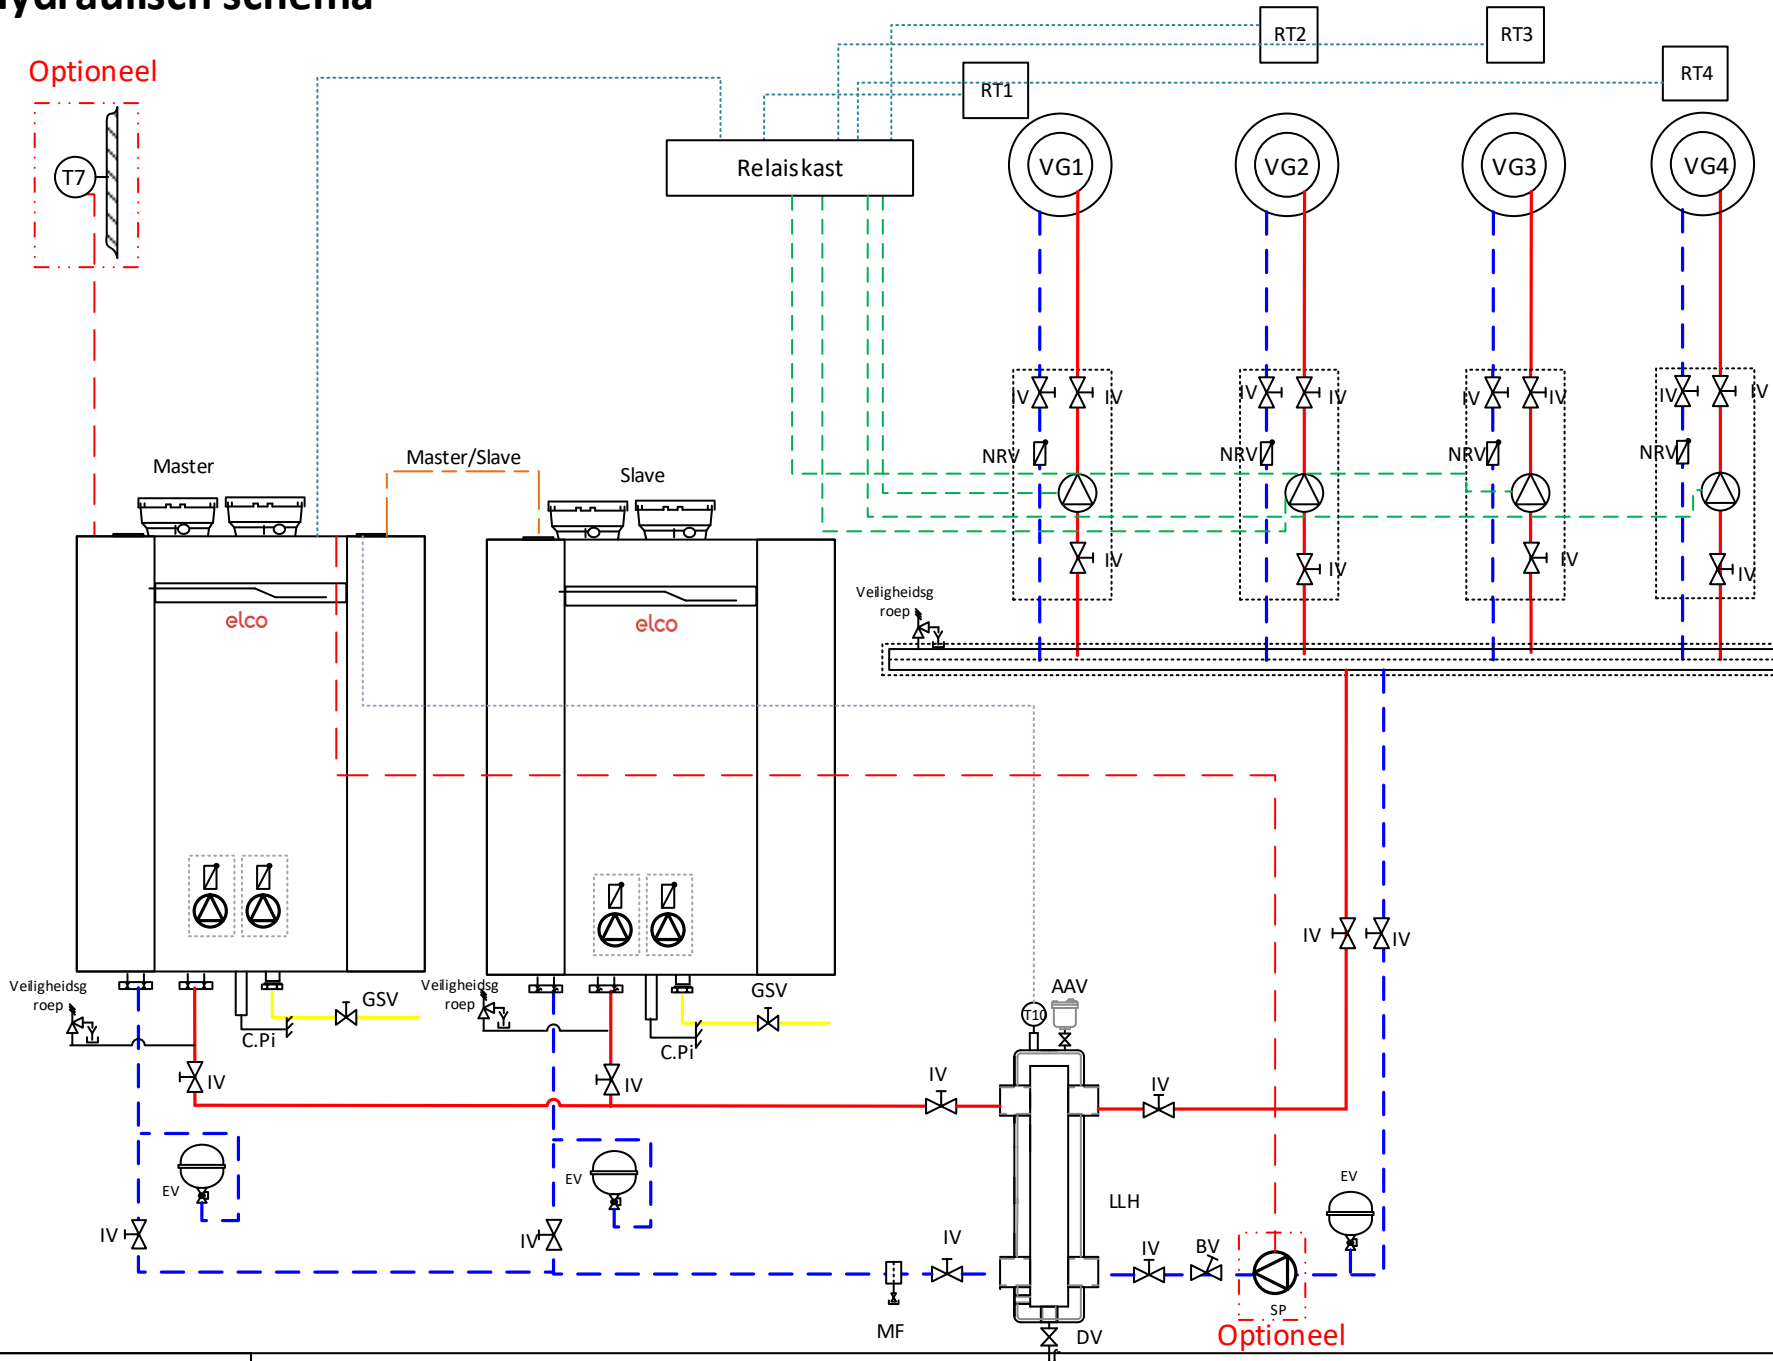 Hydraulisch schema
Optioneel
T7
RT1
RT2
RT3
RT4
Relaiskast
VG1
VG2
VG3
VG4
IV
IV
IV
IV
IV
IV
IV
IV
NRV
NRV
NRV
NRV
IV
IV
IV
IV
Master
Master/Slave
Slave
elco
elco
Veiligheidsg
roep
Veiligheidsg
roep
GSV
C.Pi
IV
Veiligheidsg
roep
GSV
C.Pi
IV
IV
IV
T10
AAV
IV
IV
EV
IV
EV
IV
LLH
EV
IV
IV
BV
MF
DV
SP
Optioneel